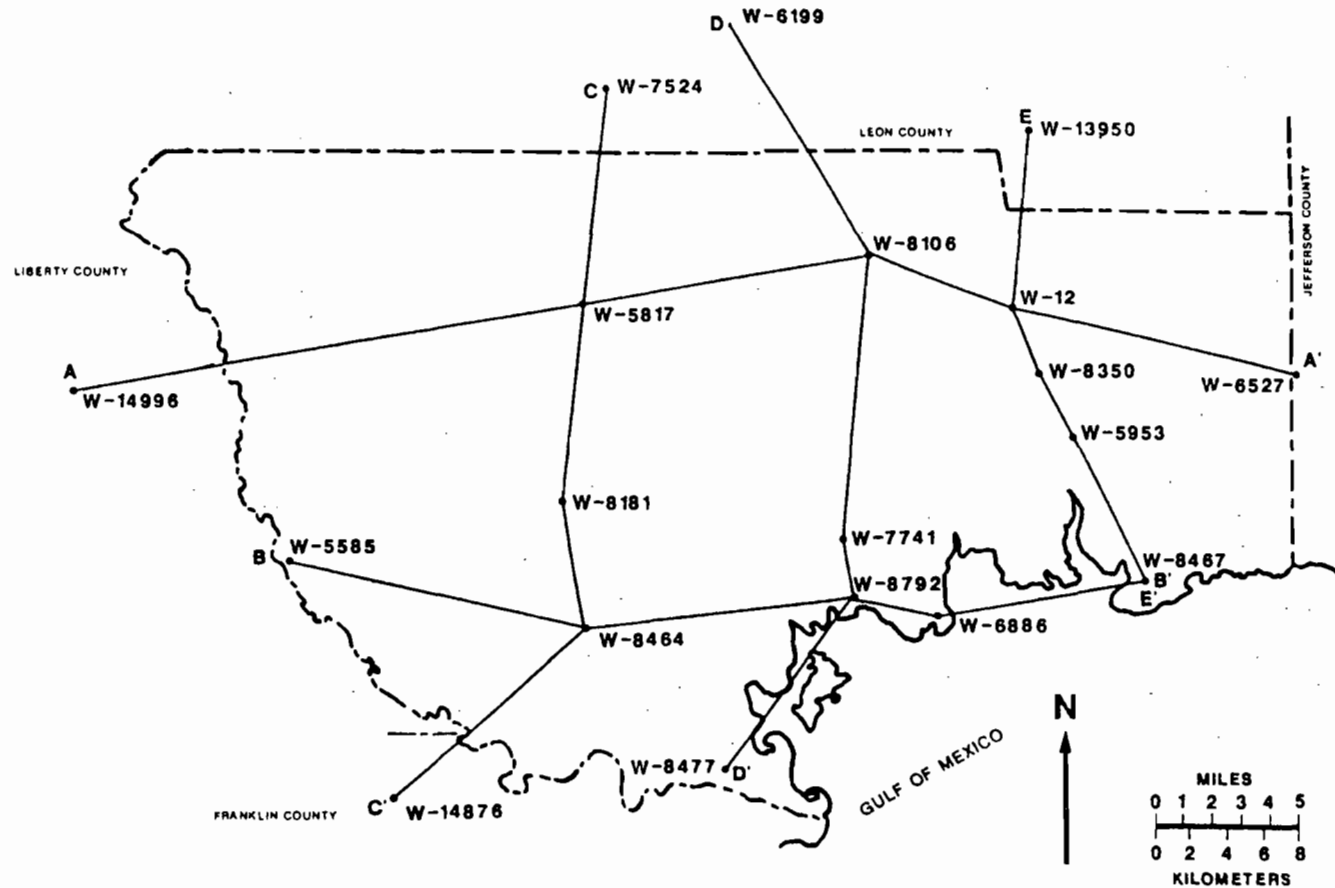 D W-6199
C W-7524
E W-13950
LEON COUNTY
JEFFERSON COUNTY
W-8106
LIBERTY COUNTY
W-12
W-5817
A
A'
W-14996
W-8350
W-6527
W-5953
W-8181
W-7741
B W-5585
W-8467
B'
E'
W-8792
W-6886
W-8464
N
GULF OF MEXICO
W-8477 D'
C' W-14876
FRANKLIN COUNTY
MILES
0 1 2 3 4 5
0 2 4 6 8
KILOMETERS